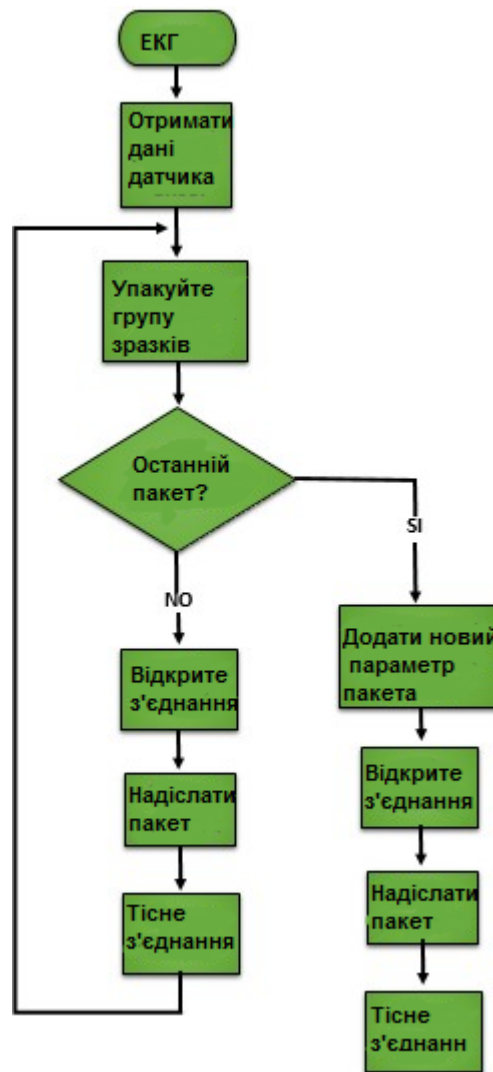 ЕКГ
Отримати
дані
датчика
Упакуйте
групу
зразків
Останній
пакет?
SI
NO
Додати новий
параметр
пакета
Відкрите
з'єднання
Відкрите
з'єднання
Надіслати
пакет
Надіслати
пакет
Тісне
з'єднання
Тісне
з'єднанн